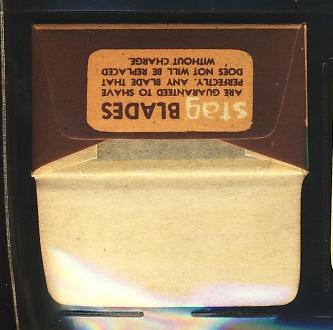 stag BLADES
ARE GUARANTEED TO SHAVE
PERFECTLY. ANY BLADE THAT
DOES NOT WILL BE REPLACED
WITHOUT CHARGE.